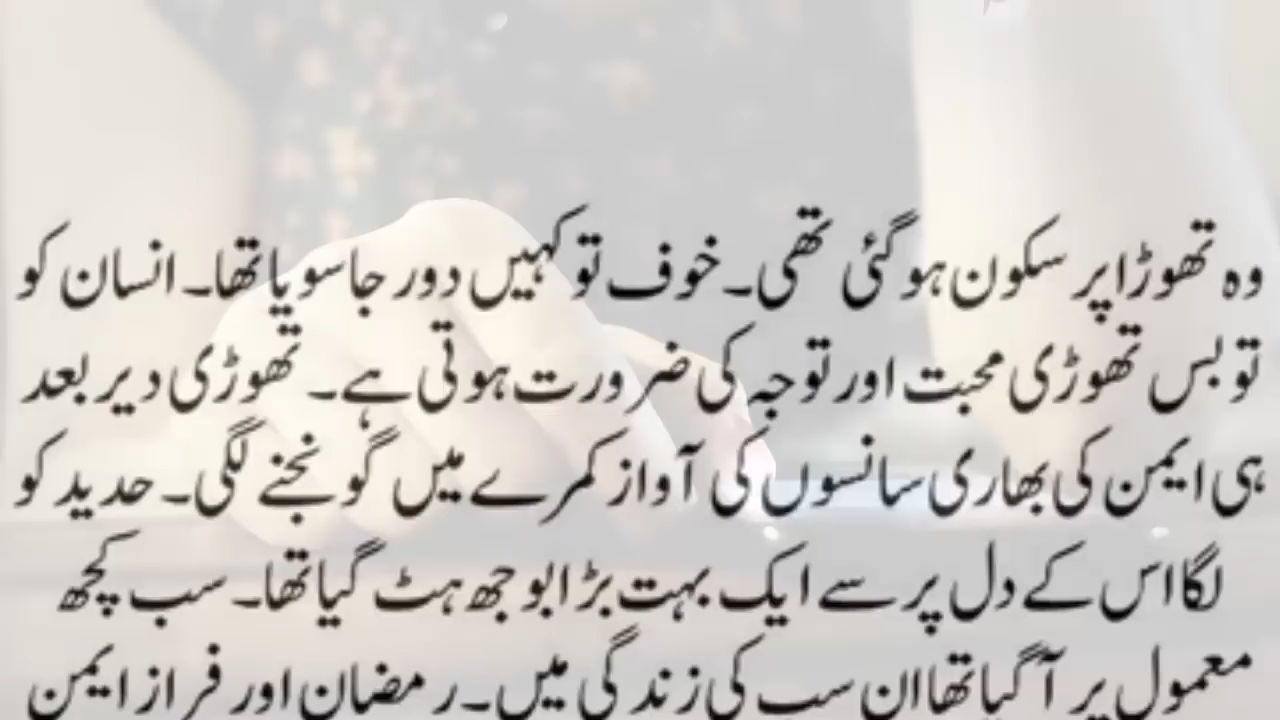 وہ تھوڑا پر سکون ہو گئی تھی۔ خوف تو کہیں دور جا سویا تھا۔ انسان کو
تو بس تھوڑی محبت اور توجہ کی ضرورت ہوتی ہے۔ تھوڑی دیر بعد
ہی ایمن کی بھاری سانسوں کی آواز کمرے میں گونجنے لگی۔ حدید کو
لگا اس کے دل پر سے ایک بہت بڑا بوجھ ہٹ گیا تھا۔ سب کچھ
معمول پر آ گیا تھا ان سب کی زندگی میں۔ رمضان اور فراز ایمن